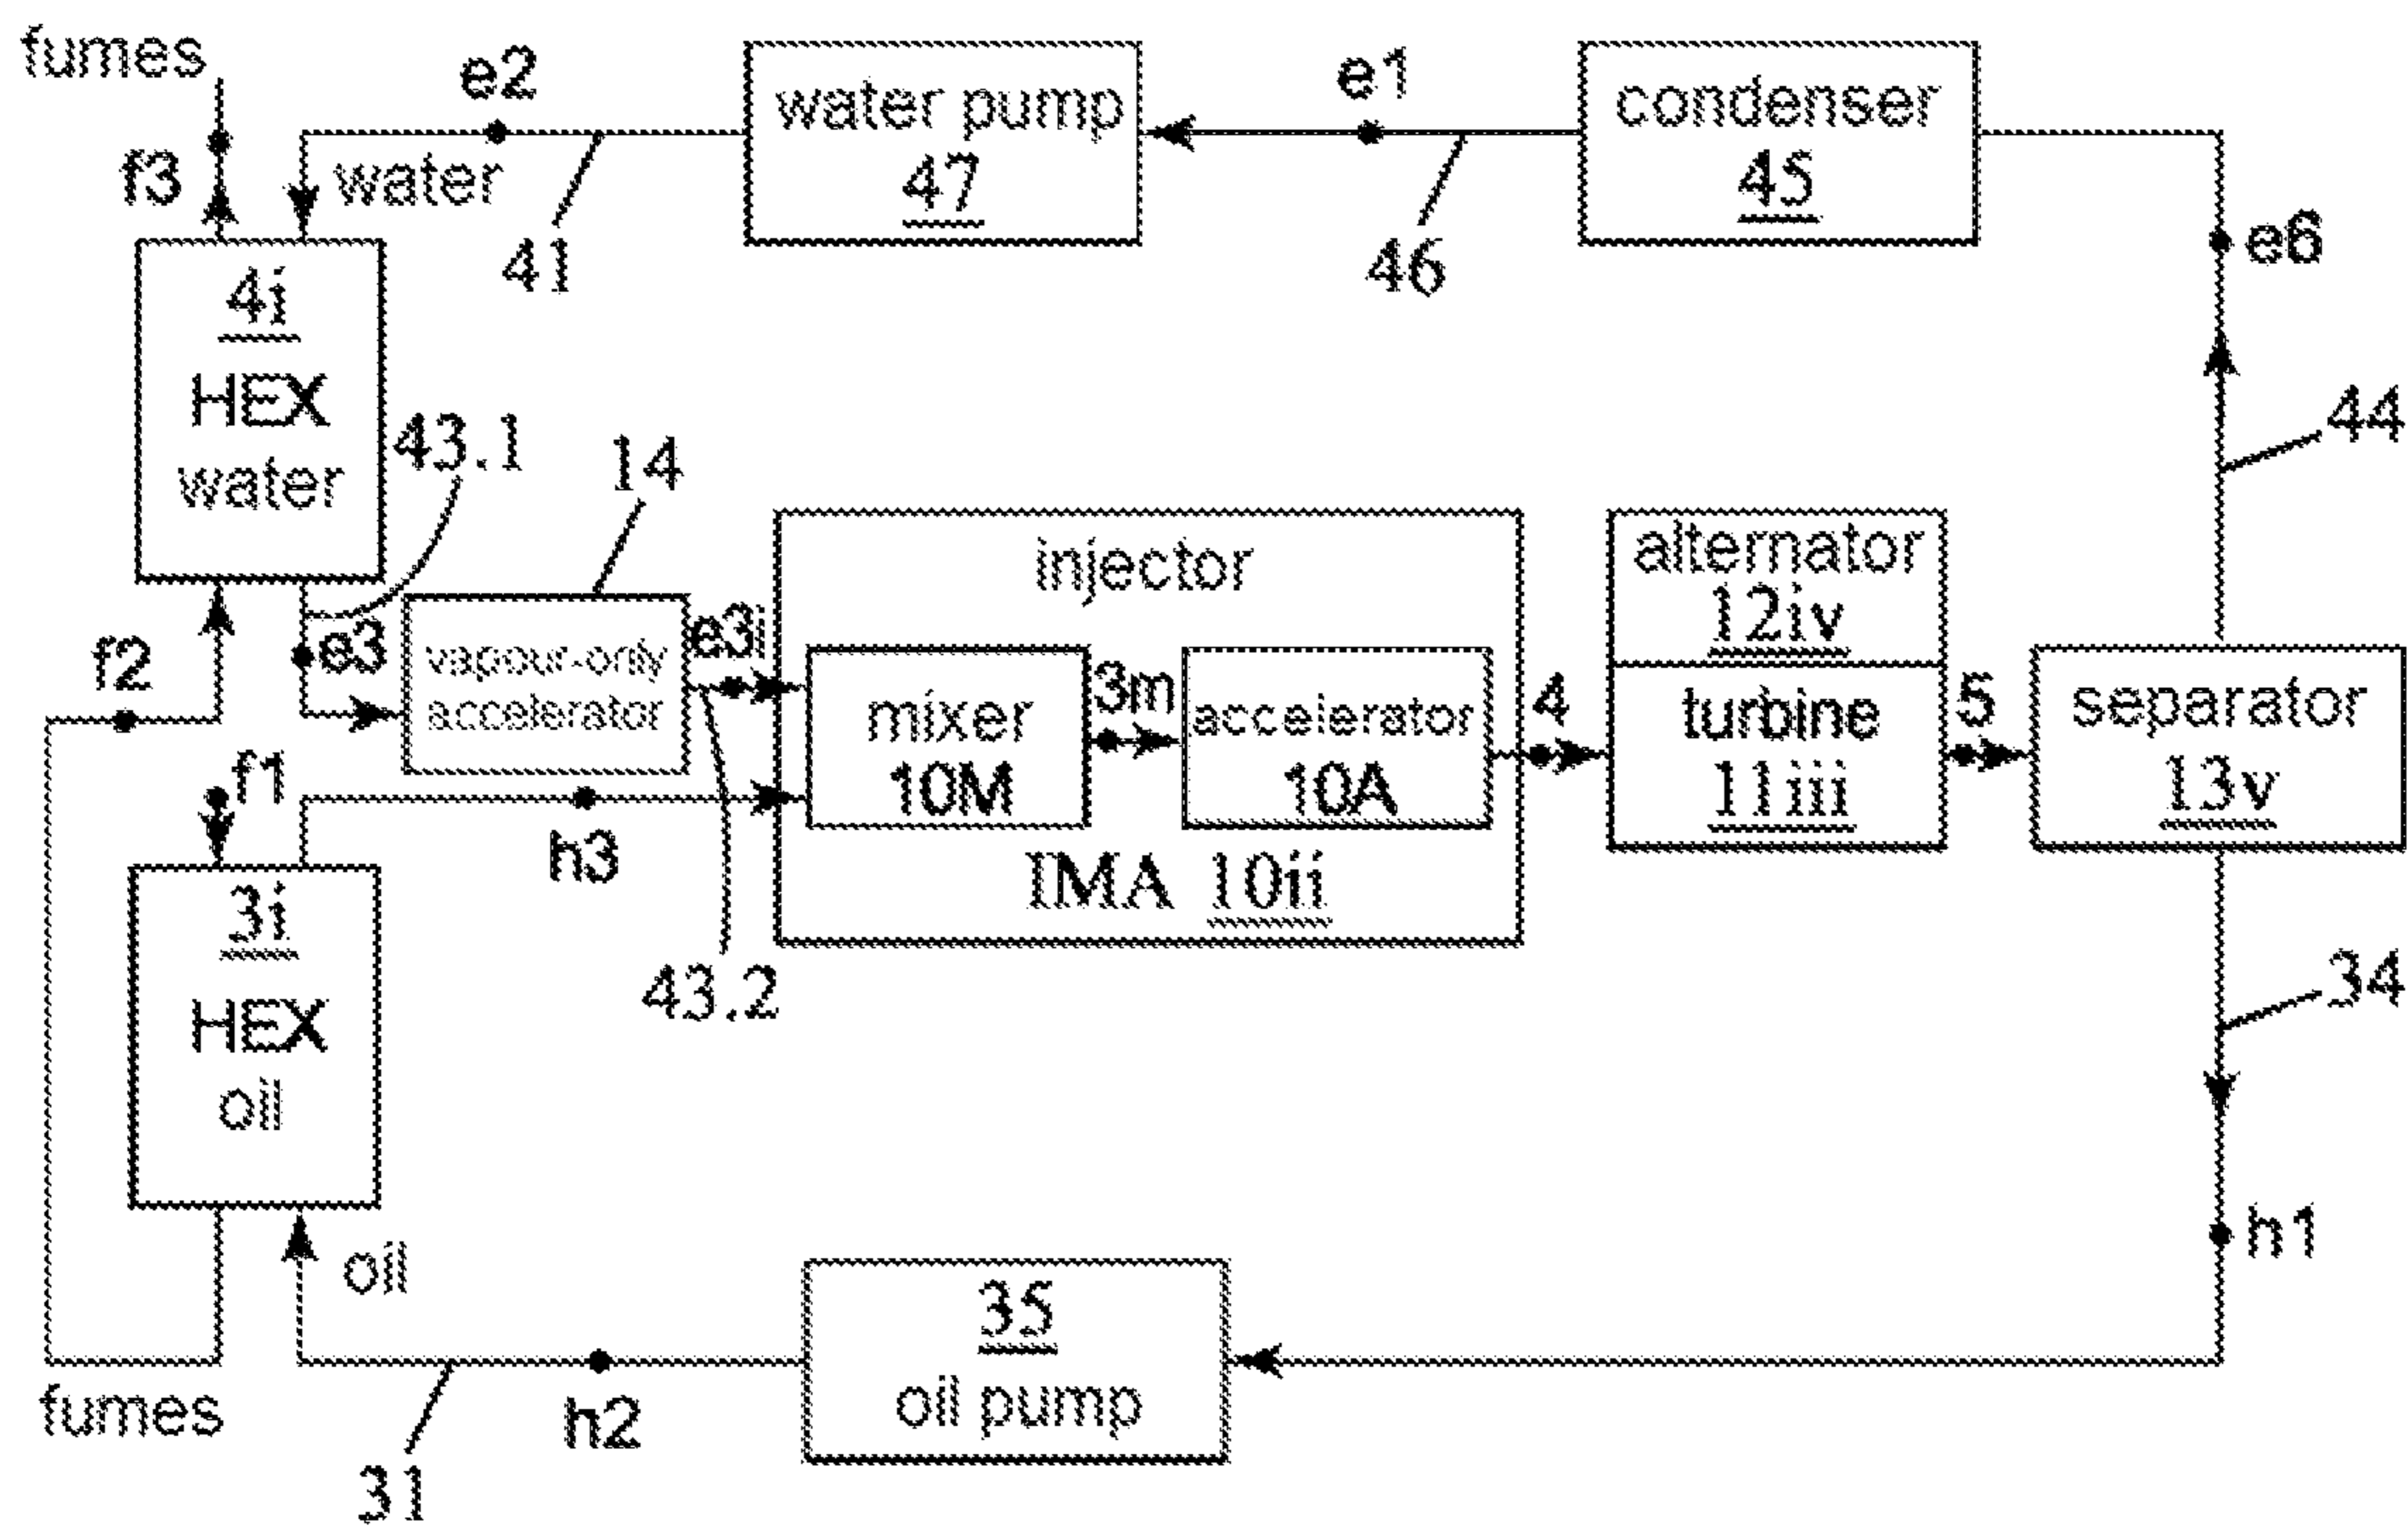 fumes
e2
water pump
47
e1
condenser
45
f3
water
41
46
e6
4i
HEX
water
43.1
14
44
injector
alternator
12iv
f2
e3
vapour-only
accelerator
e3i
mixer
10M
3m
accelerator
10A
4
turbine
11iii
5
separator
13v
f1
h3
IMA 10ii
3i
HEX
oil
43.2
34
h1
oil
35
oil pump
fumes
h2
31